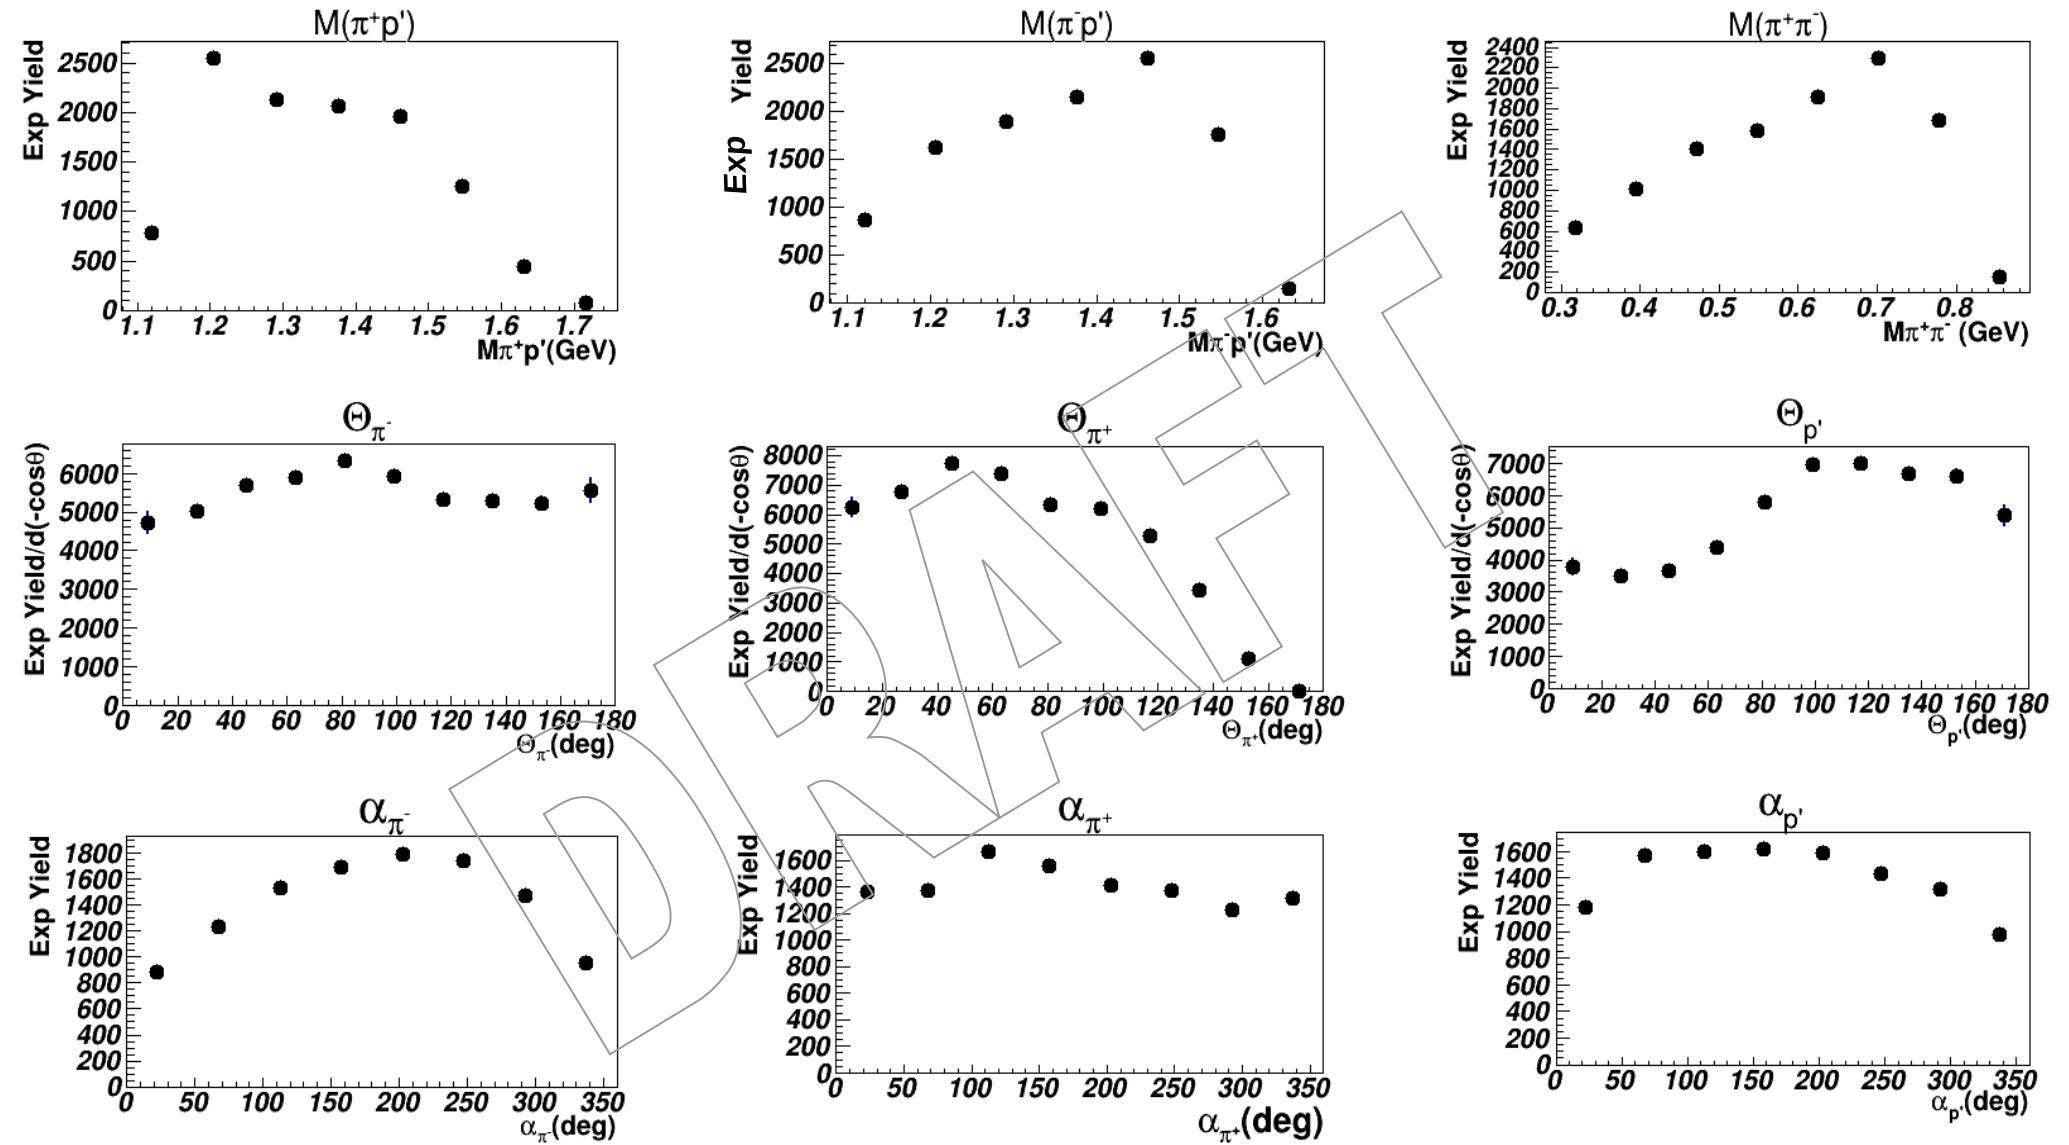 M(π⁺p')
Exp Yield
2500
2000
1500
1000
500
0
1.1 1.2 1.3 1.4 1.5 1.6 1.7
Mπ⁺p'(GeV)
M(π⁻p')
Exp Yield
2500
2000
1500
1000
500
0
1.1 1.2 1.3 1.4 1.5 1.6
Mπ⁻p'(GeV)
M(π⁺π⁻)
Exp Yield
2400
2200
2000
1800
1600
1400
1200
1000
800
600
400
200
0
0.3 0.4 0.5 0.6 0.7 0.8
Mπ⁺π⁻ (GeV)
Θπ⁻
Exp Yield/d(-cosθ)
6000
5000
4000
3000
2000
1000
0
0 20 40 60 80 100 120 140 160 180
Θπ⁻(deg)
Θπ⁺
Exp Yield/d(-cosθ)
8000
7000
6000
5000
4000
3000
2000
1000
0
0 20 40 60 80 100 120 140 160 180
Θπ⁺(deg)
Θp'
Exp Yield/d(-cosθ)
7000
6000
5000
4000
3000
2000
1000
0
0 20 40 60 80 100 120 140 160 180
Θp'(deg)
απ⁻
Exp Yield
1800
1600
1400
1200
1000
800
600
400
200
0
0 50 100 150 200 250 300 350
απ⁻(deg)
απ⁺
Exp Yield
1600
1400
1200
1000
800
600
400
200
0
0 50 100 150 200 250 300 350
απ⁺(deg)
αp'
Exp Yield
1600
1400
1200
1000
800
600
400
200
0
0 50 100 150 200 250 300 350
αp'(deg)
DRAFT